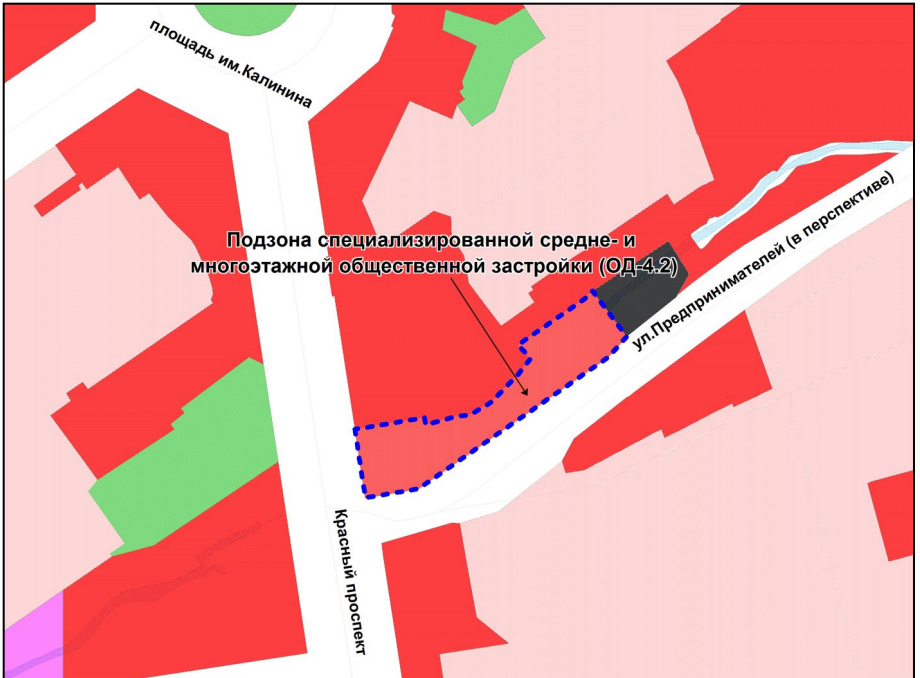 площадь им.Калинина
Подзона специализированной средне- и
многоэтажной общественной застройки (ОД-4.2)
ул.Предпринимателей (в перспективе)
Красный проспект